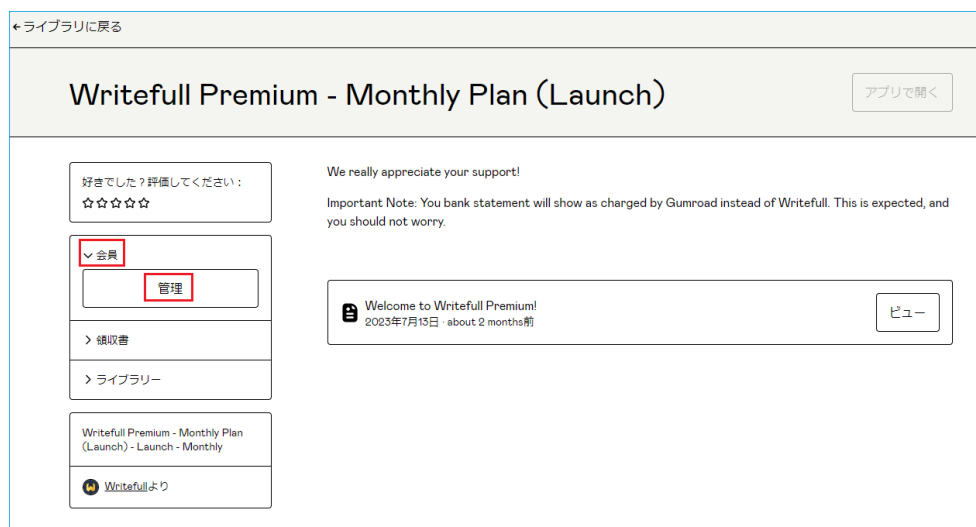 ←ライブラリに戻る
Writefull Premium - Monthly Plan (Launch)
アプリで開く
好きでした？評価してください：
☆☆☆☆☆
会員
管理
領収書
ライブラリー
Writefull Premium - Monthly Plan
(Launch) - Launch - Monthly
Writefullより
We really appreciate your support!
Important Note: You bank statement will show as charged by Gumroad instead of Writefull. This is expected, and
you should not worry.
Welcome to Writefull Premium!
2023年7月13日 · about 2 months前
ビュー